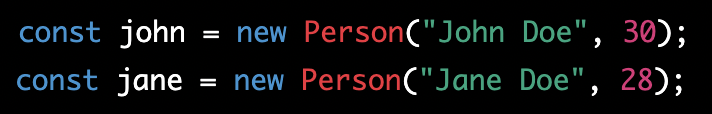 const john = new Person("John Doe", 30);
const jane = new Person("Jane Doe", 28);